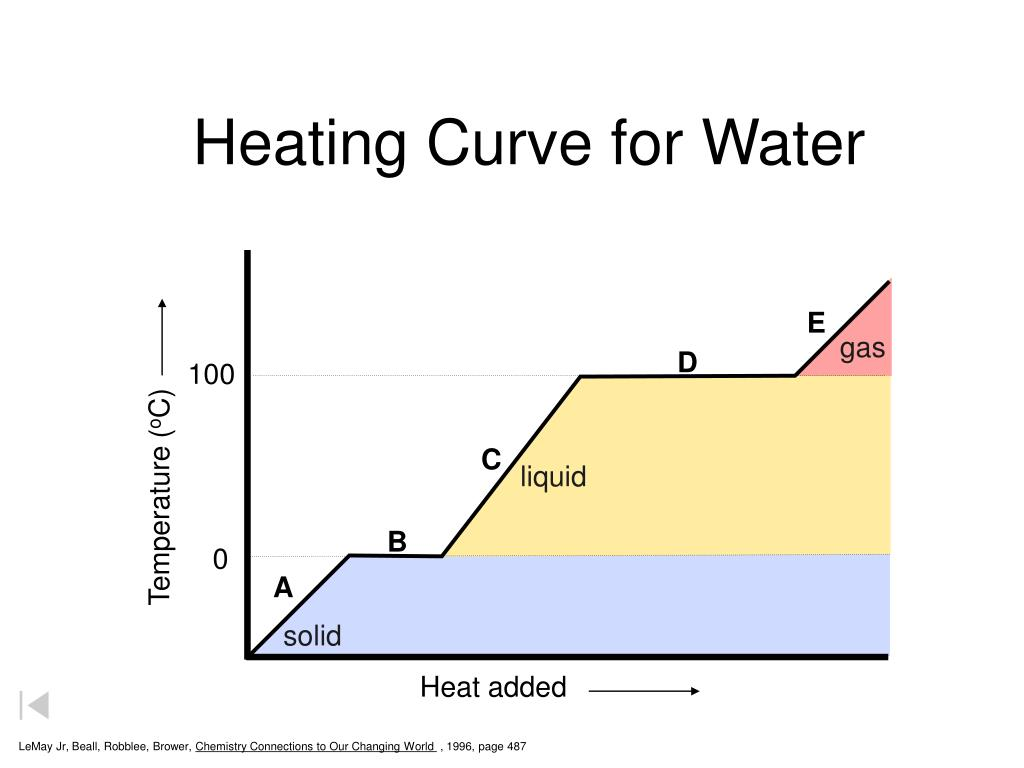 Heating Curve for Water
Temperature (ºC)
100
0
A
solid
B
C
liquid
D
E
gas
Heat added
LeMay Jr, Beall, Robblee, Brower, Chemistry Connections to Our Changing World , 1996, page 487